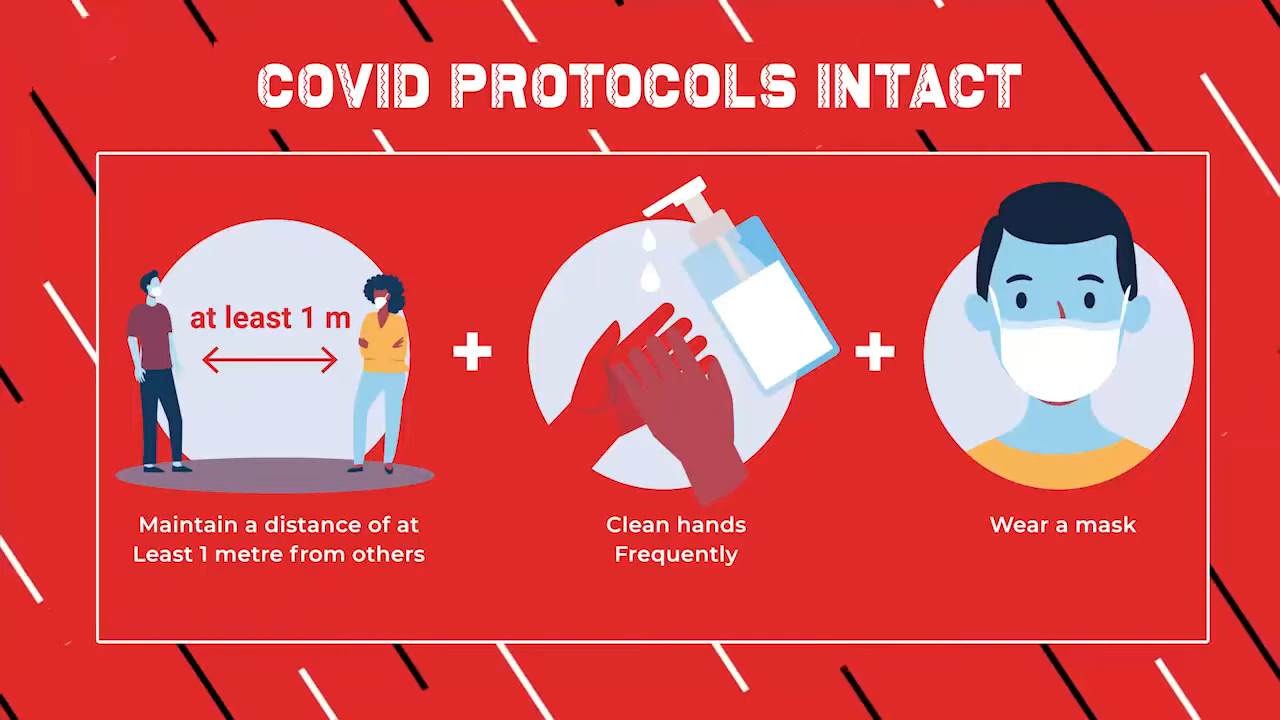 COVID PROTOCOLS INTACT
at least 1 m
Maintain a distance of at
Least 1 metre from others
Clean hands
Frequently
Wear a mask